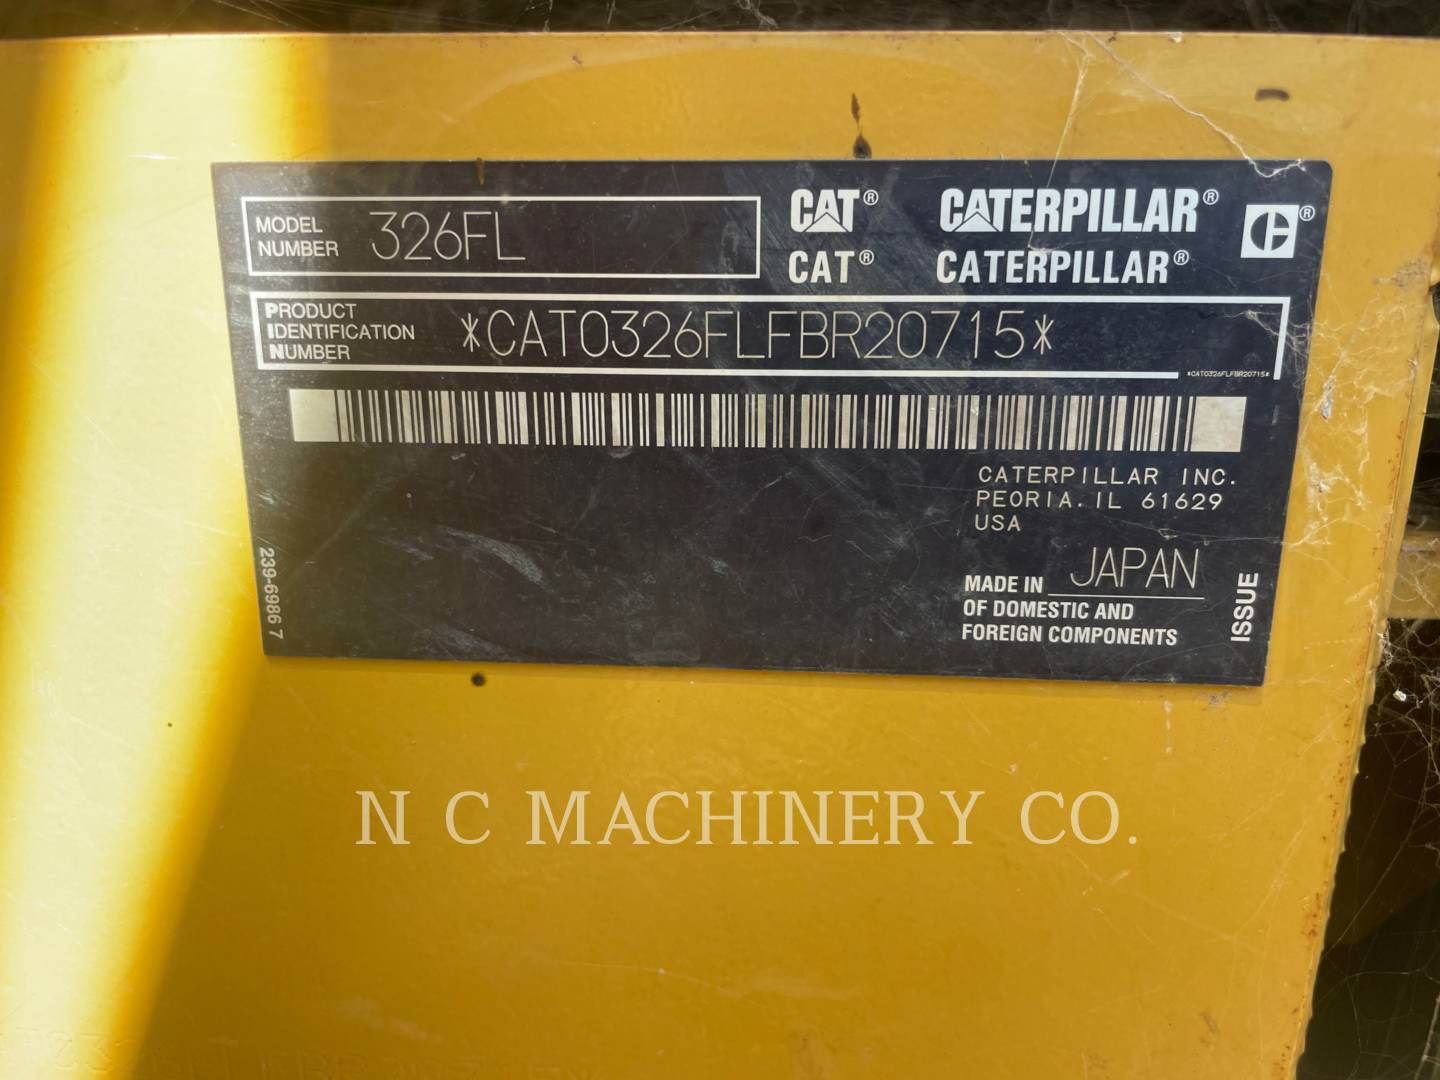 MODEL NUMBER 326FL
CAT® CATERPILLAR®
CAT® CATERPILLAR®
PRODUCT IDENTIFICATION NUMBER *CAT0326FLFBR20715*
*CAT0326FLFBR20715*
CATERPILLAR INC.
PEORIA. IL 61629
USA
MADE IN JAPAN
OF DOMESTIC AND
FOREIGN COMPONENTS
ISSUE
239-6986 7
N C MACHINERY CO.